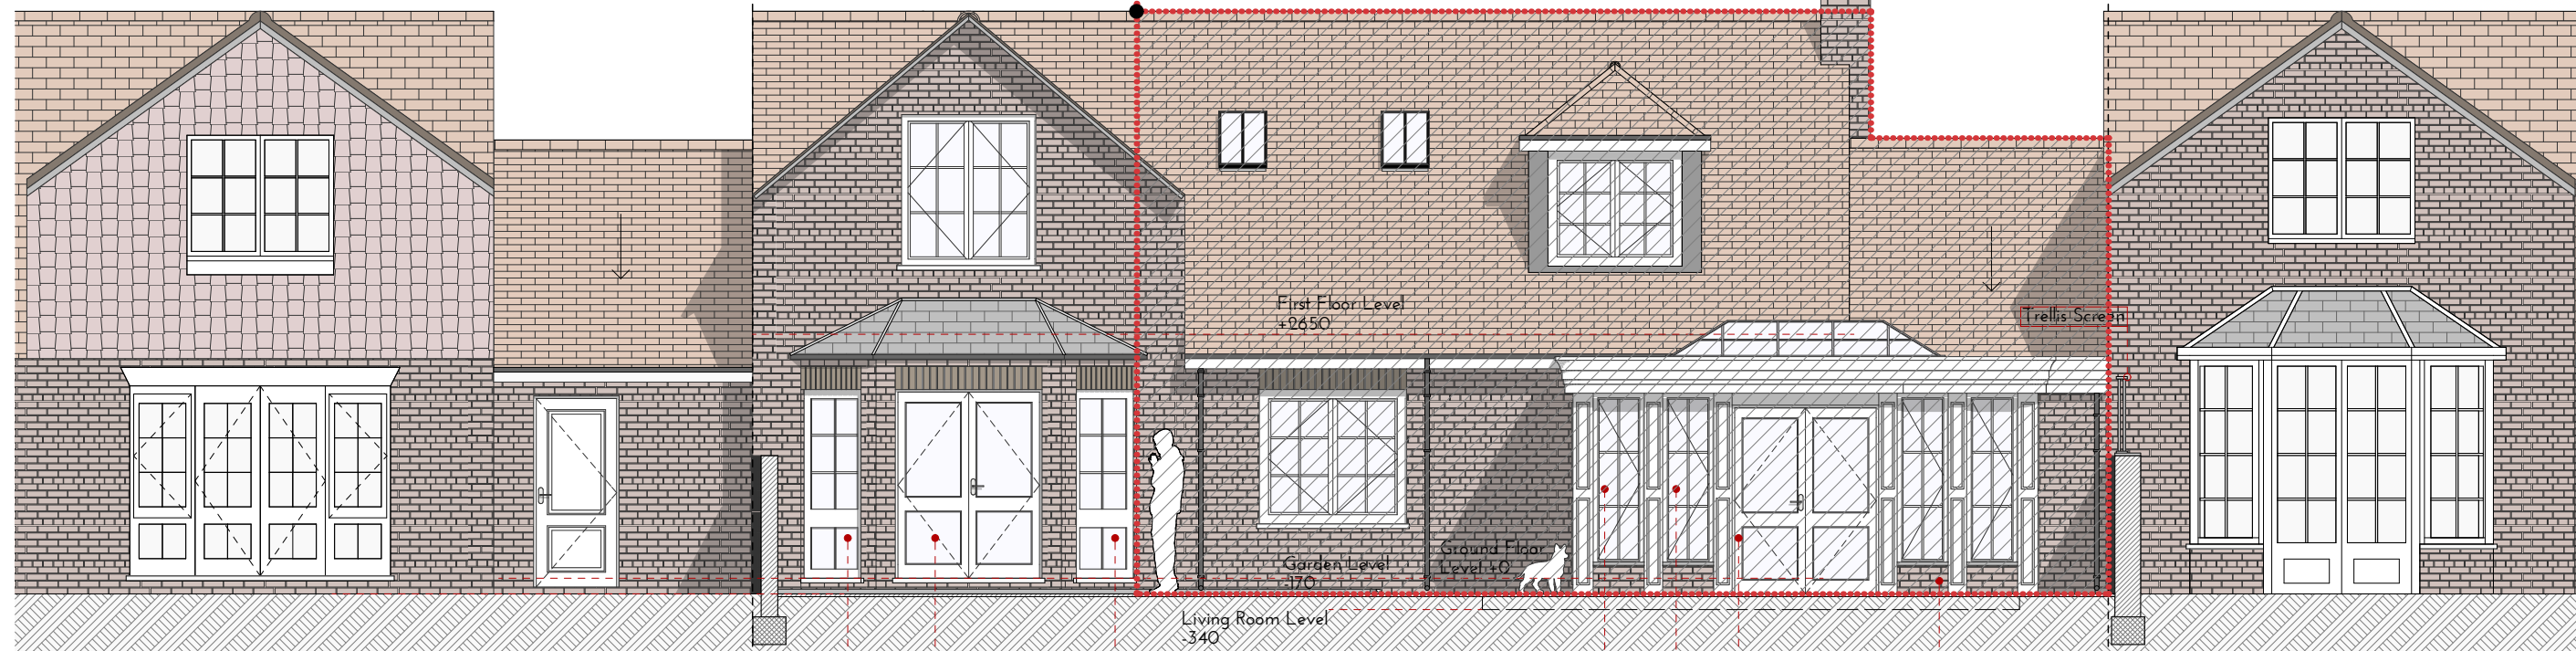 First Floor Level
+2650
Trellis Screen
Garden Level
-170
Ground Floor
Level +0
Living Room Level
-340